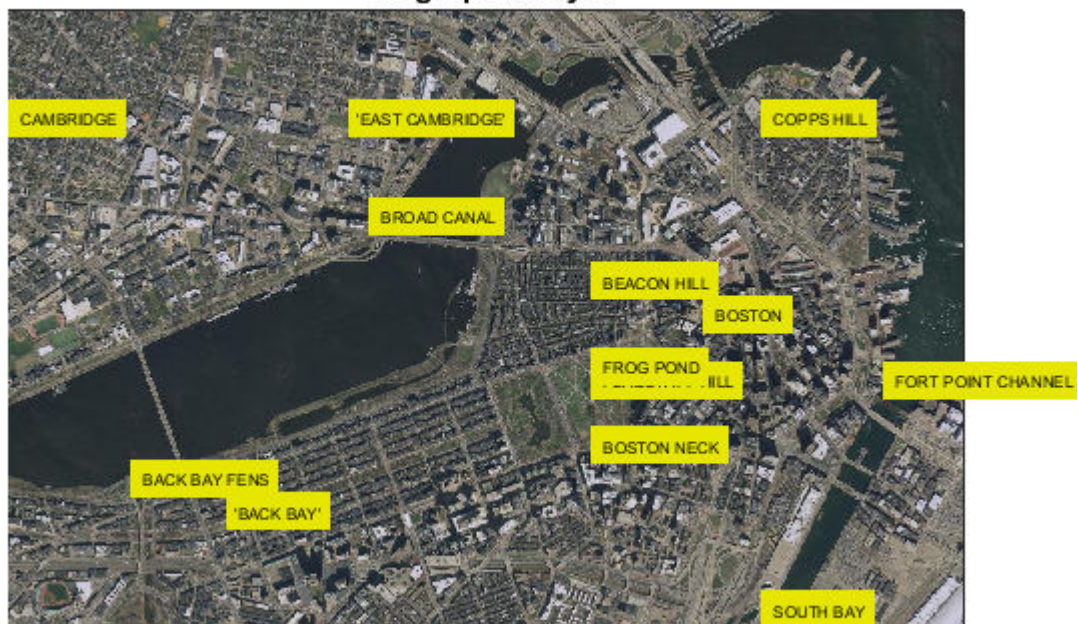 CAMBRIDGE
'EAST CAMBRIDGE'
COPPS HILL
BROAD CANAL
BEACON HILL
BOSTON
FROG POND
HILL
FORT POINT CHANNEL
BOSTON NECK
BACK BAY FENS
'BACK BAY'
SOUTH BAY